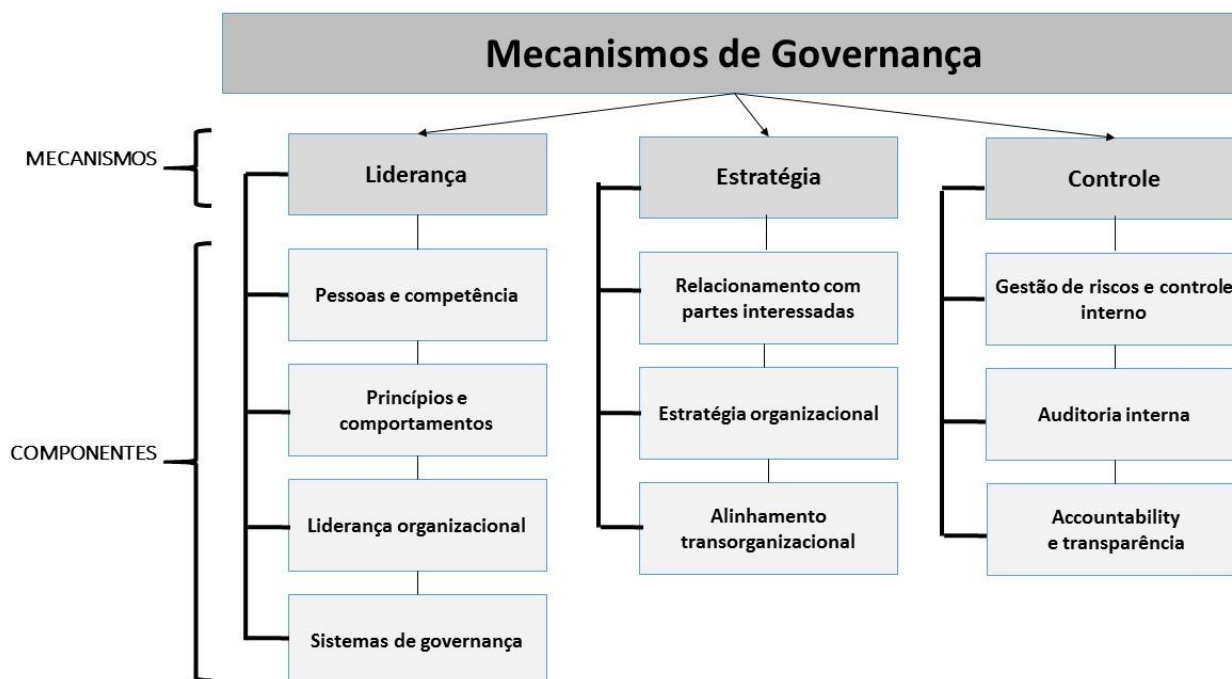 Mecanismos de Governança
MECANISMOS
Liderança
Estratégia
Controle
COMPONENTES
Pessoas e competência
Princípios e
comportamentos
Liderança organizacional
Sistemas de governança
Relacionamento com
partes interessadas
Estratégia organizacional
Alinhamento
transorganizacional
Gestão de riscos e controle
interno
Auditoria interna
Accountability
e transparência